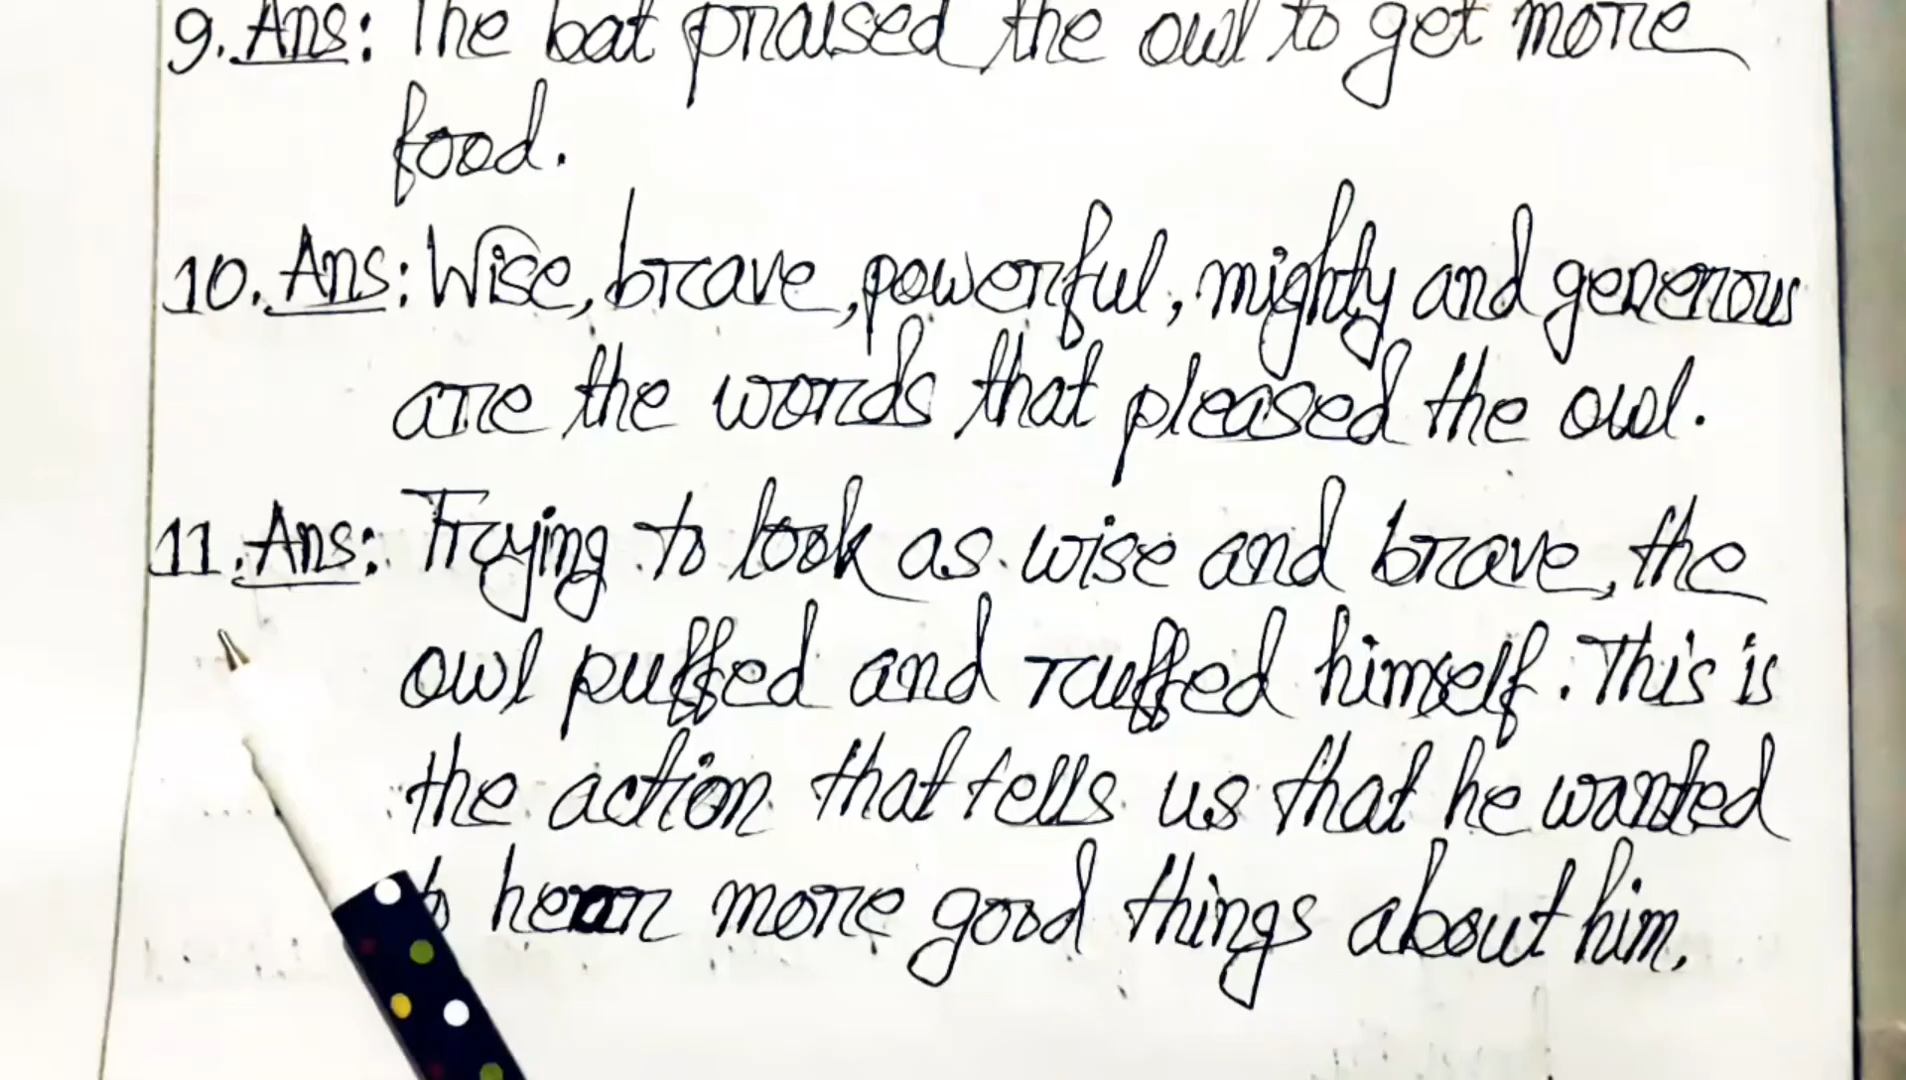 9. Ans: The bat praised the owl to get more
food.
10. Ans: Wise, brave, powerful, mighty and generous
are the words that pleased the owl.
11. Ans: Trying to look as wise and brave, the
owl puffed and ruffed himself. This is
the action that tells us that he wanted
to hear more good things about him.